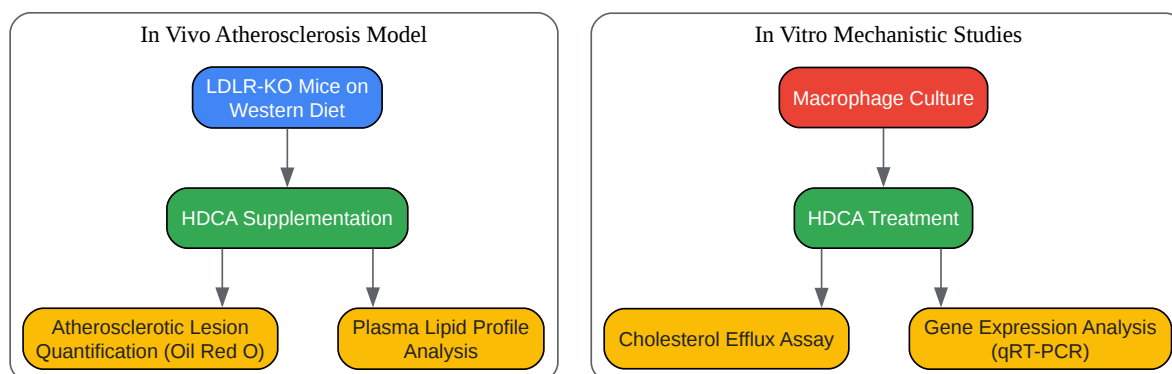 In Vivo Atherosclerosis Model
LDLR-KO Mice on
Western Diet
HDCA Supplementation
Atherosclerotic Lesion
Quantification (Oil Red O)
Plasma Lipid Profile
Analysis
In Vitro Mechanistic Studies
Macrophage Culture
HDCA Treatment
Cholesterol Efflux Assay
Gene Expression Analysis
(qRT-PCR)